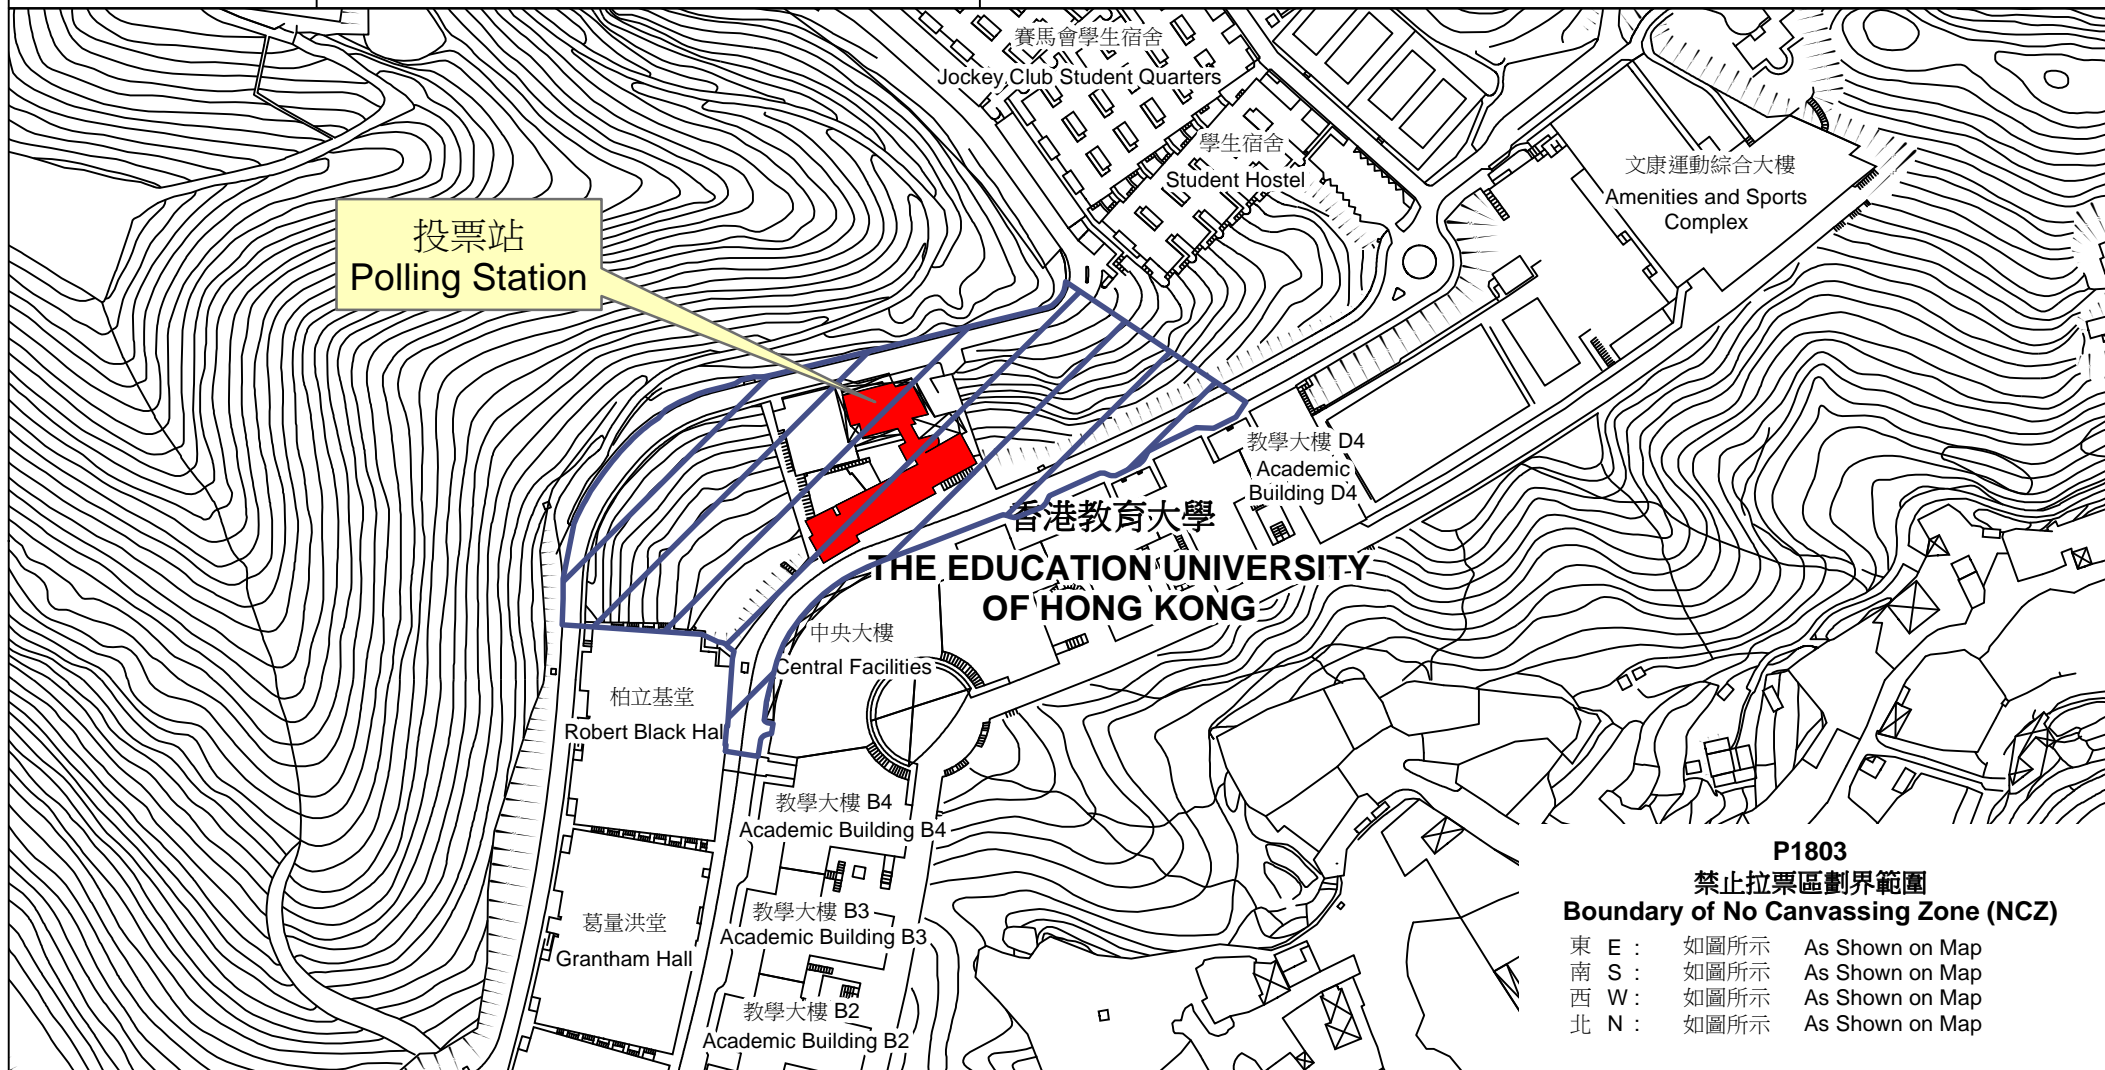 賽馬會學生宿舍
Jockey Club Student Quarters
學生宿舍
Student Hostel
文康運動綜合大樓
Amenities and Sports
Complex
投票站
Polling Station
教學大樓 D4
Academic
Building D4
香港教育大學
THE EDUCATION UNIVERSITY
OF HONG KONG
中央大樓
Central Facilities
柏立基堂
Robert Black Hall
教學大樓 B4
Academic Building B4
葛量洪堂
Grantham Hall
教學大樓 B3
Academic Building B3
教學大樓 B2
Academic Building B2
P1803
禁止拉票區劃界範圍
Boundary of No Canvassing Zone (NCZ)
東 E : 如圖所示 As Shown on Map
南 S : 如圖所示 As Shown on Map
西 W : 如圖所示 As Shown on Map
北 N : 如圖所示 As Shown on Map